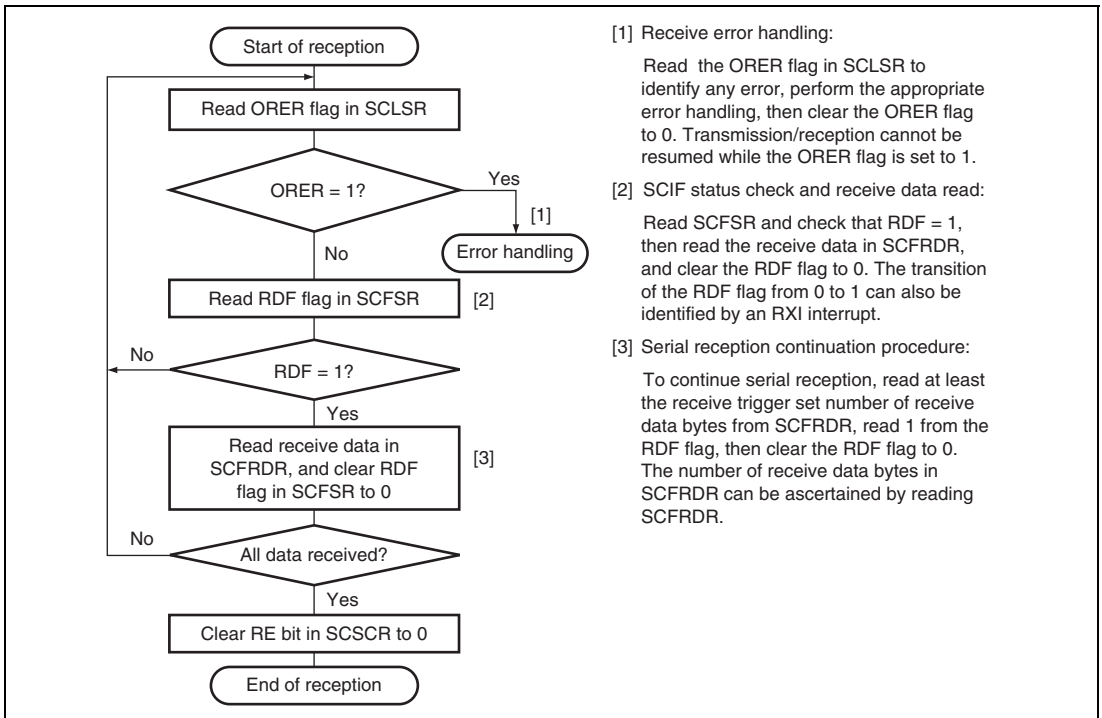 Start of reception
Read ORER flag in SCLSR
ORER = 1?
Yes
[1]
Error handling
No
Read RDF flag in SCFSR
[2]
No
RDF = 1?
Yes
Read receive data in
SCFRDR, and clear RDF
flag in SCFSR to 0
[3]
No
All data received?
Yes
Clear RE bit in SCSCR to 0
End of reception
[1] Receive error handling:
Read the ORER flag in SCLSR to
identify any error, perform the appropriate
error handling, then clear the ORER flag
to 0. Transmission/reception cannot be
resumed while the ORER flag is set to 1.
[2] SCIF status check and receive data read:
Read SCFSR and check that RDF = 1,
then read the receive data in SCFRDR,
and clear the RDF flag to 0. The transition
of the RDF flag from 0 to 1 can also be
identified by an RXI interrupt.
[3] Serial reception continuation procedure:
To continue serial reception, read at least
the receive trigger set number of receive
data bytes from SCFRDR, read 1 from the
RDF flag, then clear the RDF flag to 0.
The number of receive data bytes in
SCFRDR can be ascertained by reading
SCFRDR.